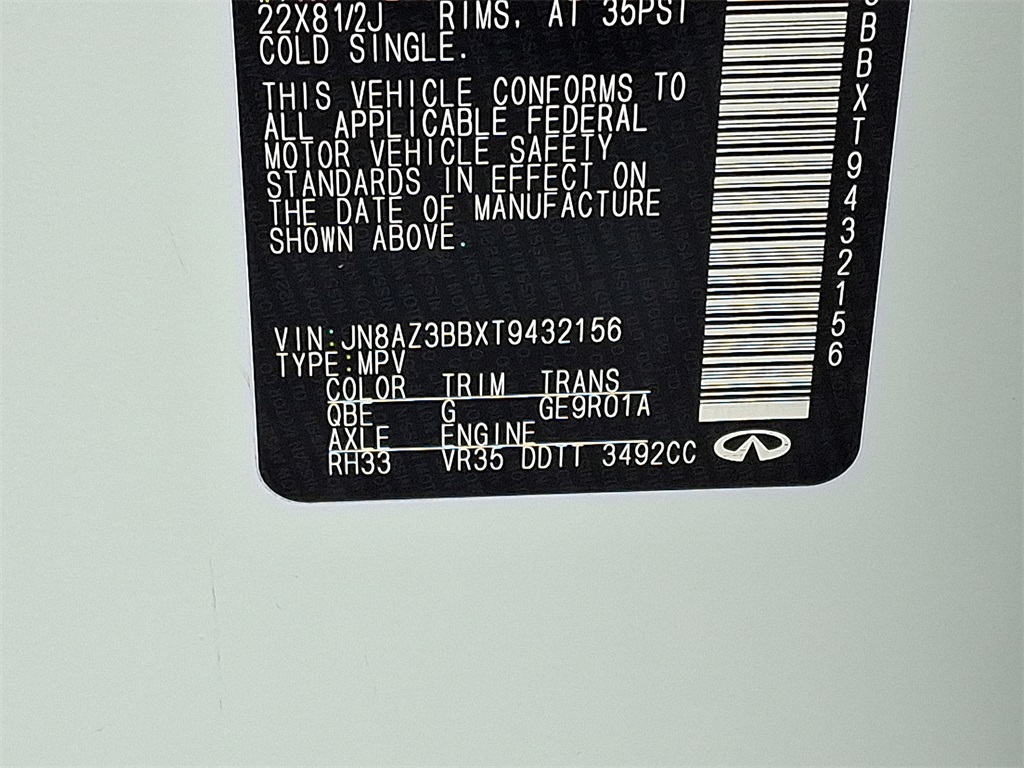 22X81/2J RIMS. AT 35PSI
COLD SINGLE.
THIS VEHICLE CONFORMS TO
ALL APPLICABLE FEDERAL
MOTOR VEHICLE SAFETY
STANDARDS IN EFFECT ON
THE DATE OF MANUFACTURE
SHOWN ABOVE.
VIN:JN8AZ3BBXT9432156
TYPE:MPV
COLOR TRIM TRANS
QBE G GE9R01A
AXLE ENGINE
RH33 VR35 DDTT 3492CC
BBXT9432156